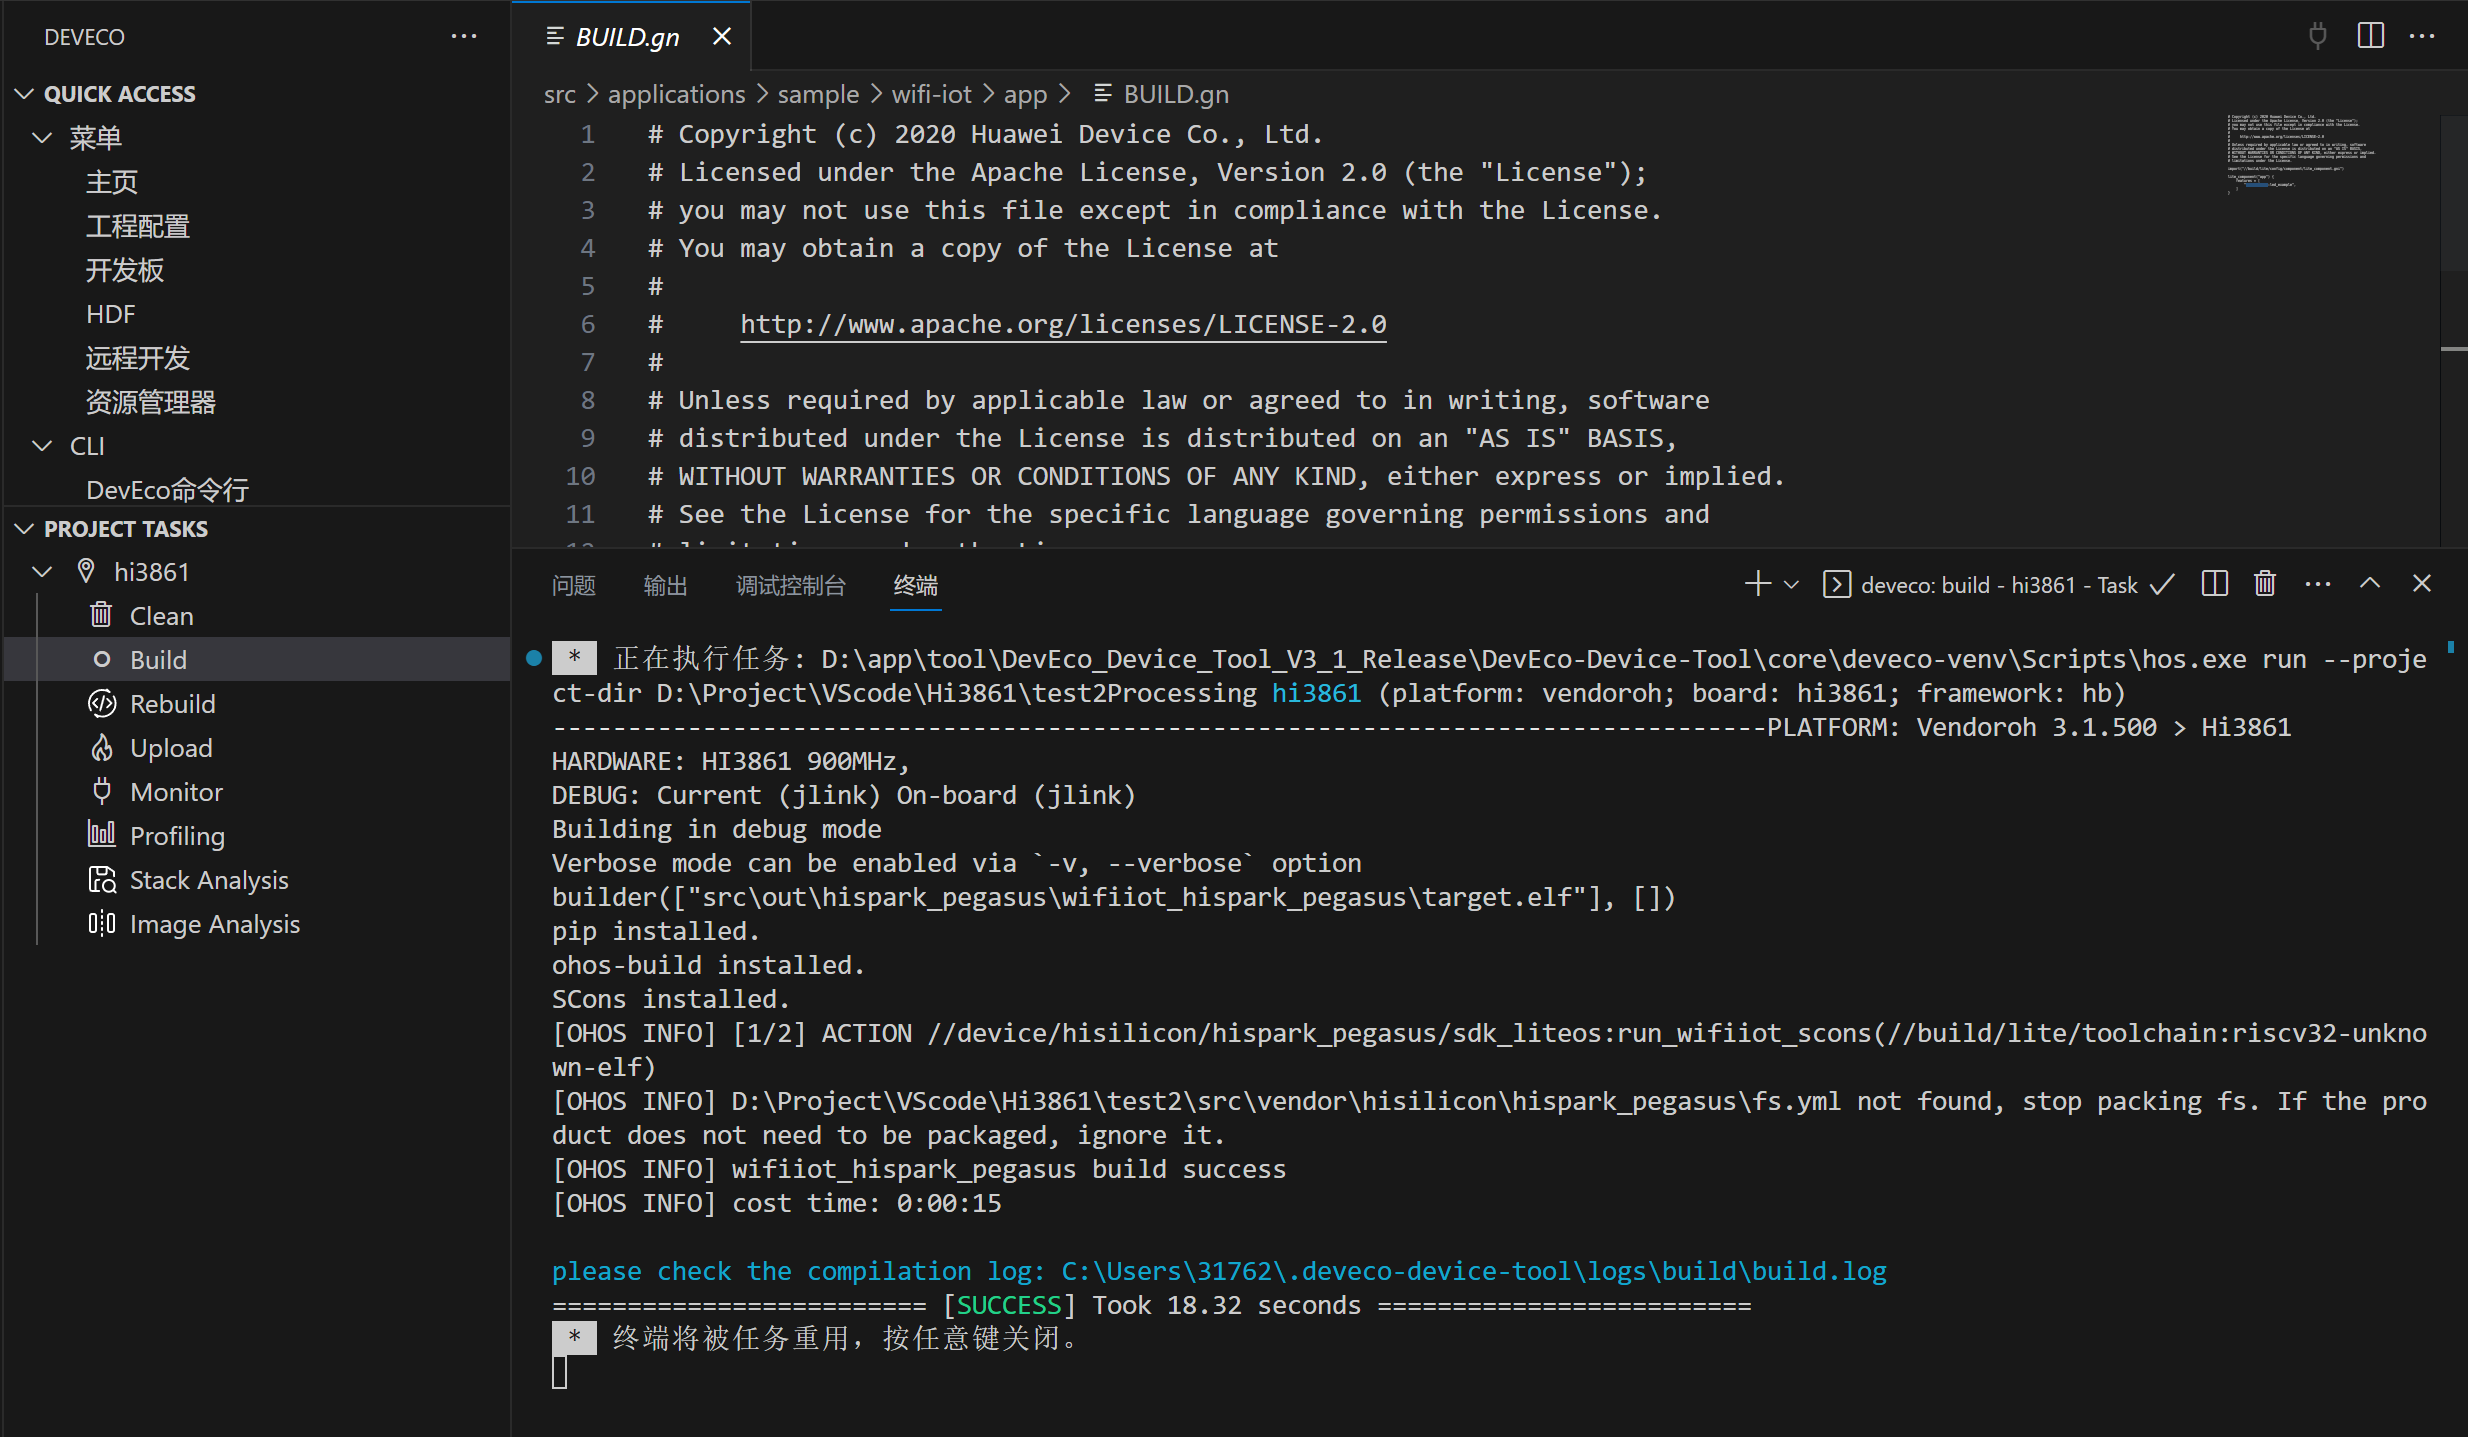 DEVECO
QUICK ACCESS
菜单
主页
工程配置
开发板
HDF
远程开发
资源管理器
CLI
DevEco命令行
PROJECT TASKS
hi3861
Clean
Build
Rebuild
Upload
Monitor
Profiling
Stack Analysis
Image Analysis
BUILD.gn
src > applications > sample > wifi-iot > app > BUILD.gn
1 # Copyright (c) 2020 Huawei Device Co., Ltd.
2 # Licensed under the Apache License, Version 2.0 (the "License");
3 # you may not use this file except in compliance with the License.
4 # You may obtain a copy of the License at
5 #
6 #     http://www.apache.org/licenses/LICENSE-2.0
7 #
8 # Unless required by applicable law or agreed to in writing, software
9 # distributed under the License is distributed on an "AS IS" BASIS,
10 # WITHOUT WARRANTIES OR CONDITIONS OF ANY KIND, either express or implied.
11 # See the License for the specific language governing permissions and
问题 输出 调试控制台 终端
deveco: build - hi3861 - Task
* 正在执行任务: D:\app\tool\DevEco_Device_Tool_V3_1_Release\DevEco-Device-Tool\core\deveco-venv\Scripts\hos.exe run --proje
ct-dir D:\Project\VScode\Hi3861\test2Processing hi3861 (platform: vendoroh; board: hi3861; framework: hb)
---------------------------------------------------------------------------------PLATFORM: Vendoroh 3.1.500 > Hi3861
HARDWARE: HI3861 900MHz,
DEBUG: Current (jlink) On-board (jlink)
Building in debug mode
Verbose mode can be enabled via `-v, --verbose` option
builder(["src\out\hispark_pegasus\wifiiot_hispark_pegasus\target.elf"], [])
pip installed.
ohos-build installed.
SCons installed.
[OHOS INFO] [1/2] ACTION //device/hisilicon/hispark_pegasus/sdk_liteos:run_wifiiot_scons(//build/lite/toolchain:riscv32-unkno
wn-elf)
[OHOS INFO] D:\Project\VScode\Hi3861\test2\src\vendor\hisilicon\hispark_pegasus\fs.yml not found, stop packing fs. If the pro
duct does not need to be packaged, ignore it.
[OHOS INFO] wifiiot_hispark_pegasus build success
[OHOS INFO] cost time: 0:00:15
please check the compilation log: C:\Users\31762\.deveco-device-tool\logs\build\build.log
========================= [SUCCESS] Took 18.32 seconds =========================
* 终端将被任务重用，按任意键关闭。